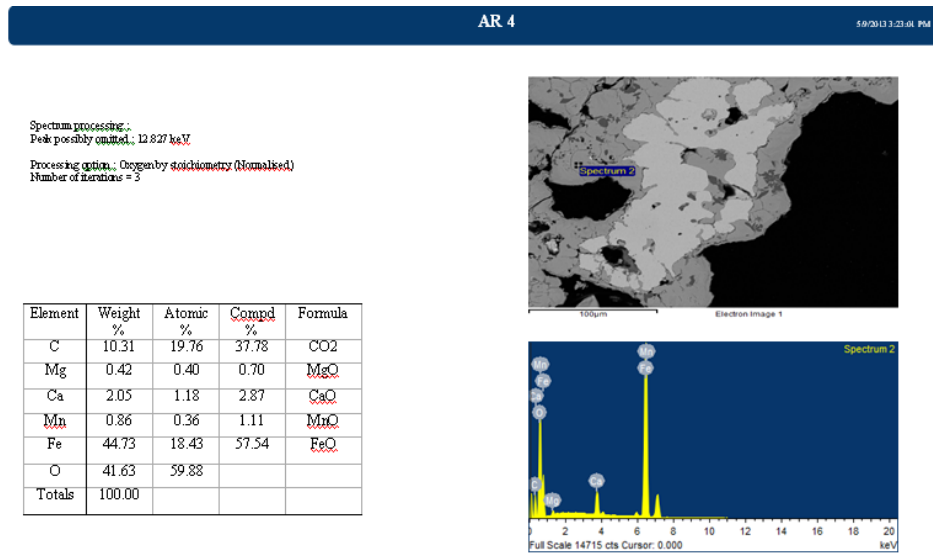 AR 4
5/9/2013 3:23:01 PM
Spectrum processing :
Peak possibly omitted : 12.827 keV
Processing option : Oxygen by stoichiometry (Normalised)
Number of iterations = 3
Spectrum 2
100µm Electron Image 1
Element Weight % Atomic % Compd % Formula
C 10.31 19.76 37.78 CO2
Mg 0.42 0.40 0.70 MgO
Ca 2.05 1.18 2.87 CaO
Mn 0.86 0.36 1.11 MnO
Fe 44.73 18.43 57.54 FeO
O 41.63 59.88
Totals 100.00
Spectrum 2
Mn
Mn
Fe
Fe
Ca
O
Ca
C
Mg
2 4 6 8 10 12 14 16 18 20
Full Scale 14715 cts Cursor: 0.000 keV